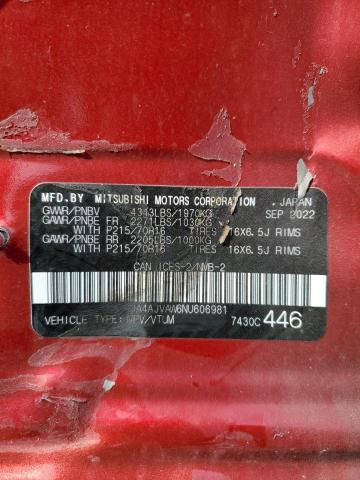 MFD.BY MITSUBISHI MOTORS CORPORATION , JAPAN
GWVR/PNBV 4343LBS/1970KG SEP 2022
GAWR/PNBE FR 2271LBS/1030KG
WITH P215/70R16 TIRES 16X6.5J RIMS
GAWR/PNBE RR 2205LBS/1000KG
WITH P215/70R16 TIRES 16X6.5J RIMS
CAN ICES-2/NMB-2
JA4AJVAW6NU606981
VEHICLE TYPE: MPV/VTUM 7430C 446